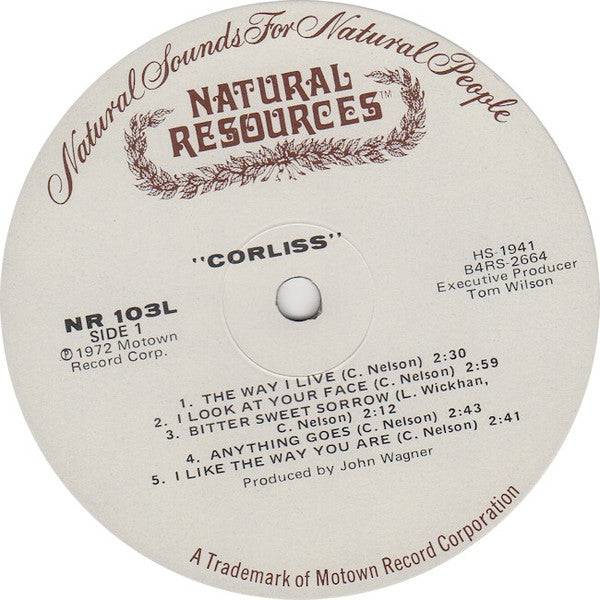 Natural Sounds For Natural People
NATURAL
RESOURCES™
"CORLISS"
NR 103L
SIDE 1
℗1972 Motown
Record Corp.
HS-1941
B4RS-2664
Executive Producer
Tom Wilson
1. THE WAY I LIVE (C. Nelson) 2:30
2. I LOOK AT YOUR FACE (C. Nelson) 2:59
3. BITTER SWEET SORROW (L. Wickhan,
C. Nelson) 2:12
4. ANYTHING GOES (C. Nelson) 2:43
5. I LIKE THE WAY YOU ARE (C. Nelson) 2:41
Produced by John Wagner
A Trademark of Motown Record Corporation